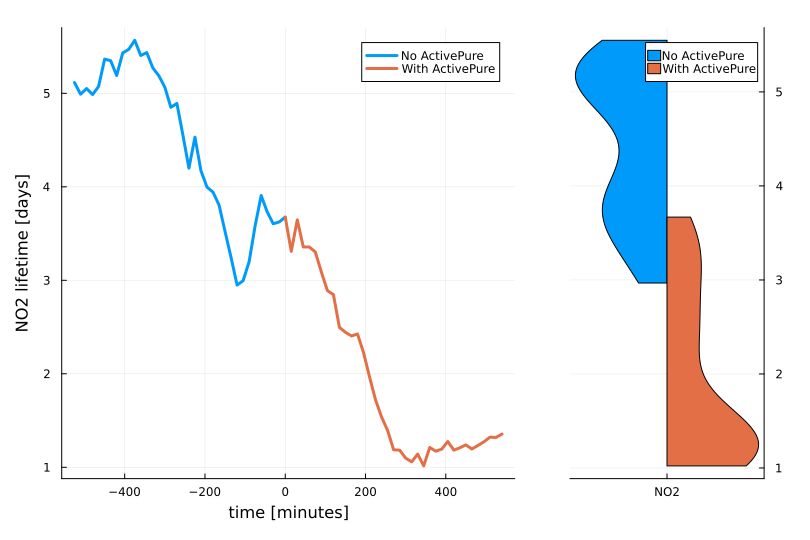 No ActivePure
With ActivePure
No ActivePure
With ActivePure
5
4
3
2
1
NO2 lifetime [days]
5
4
3
2
1
−400
−200
0
200
400
NO2
time [minutes]